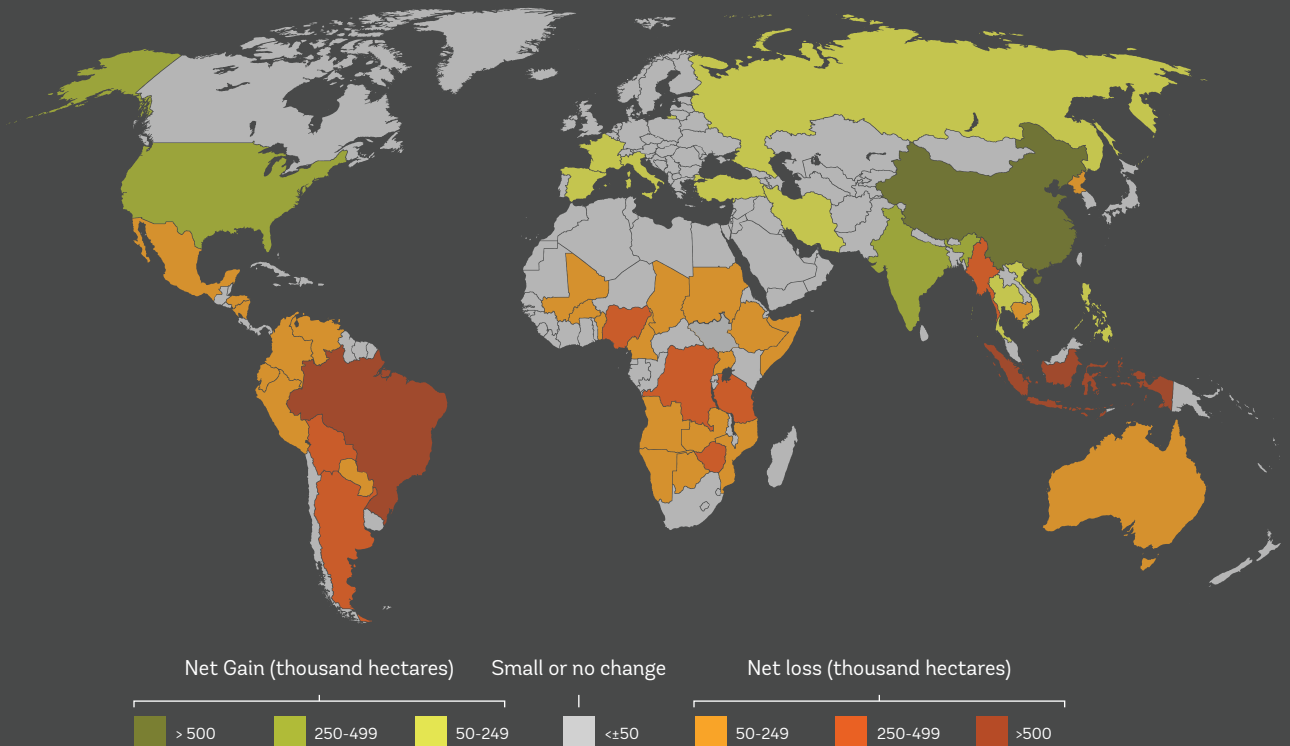 Net Gain (thousand hectares) Small or no change Net loss (thousand hectares)
> 500 250-499 50-249 <±50 50-249 250-499 >500